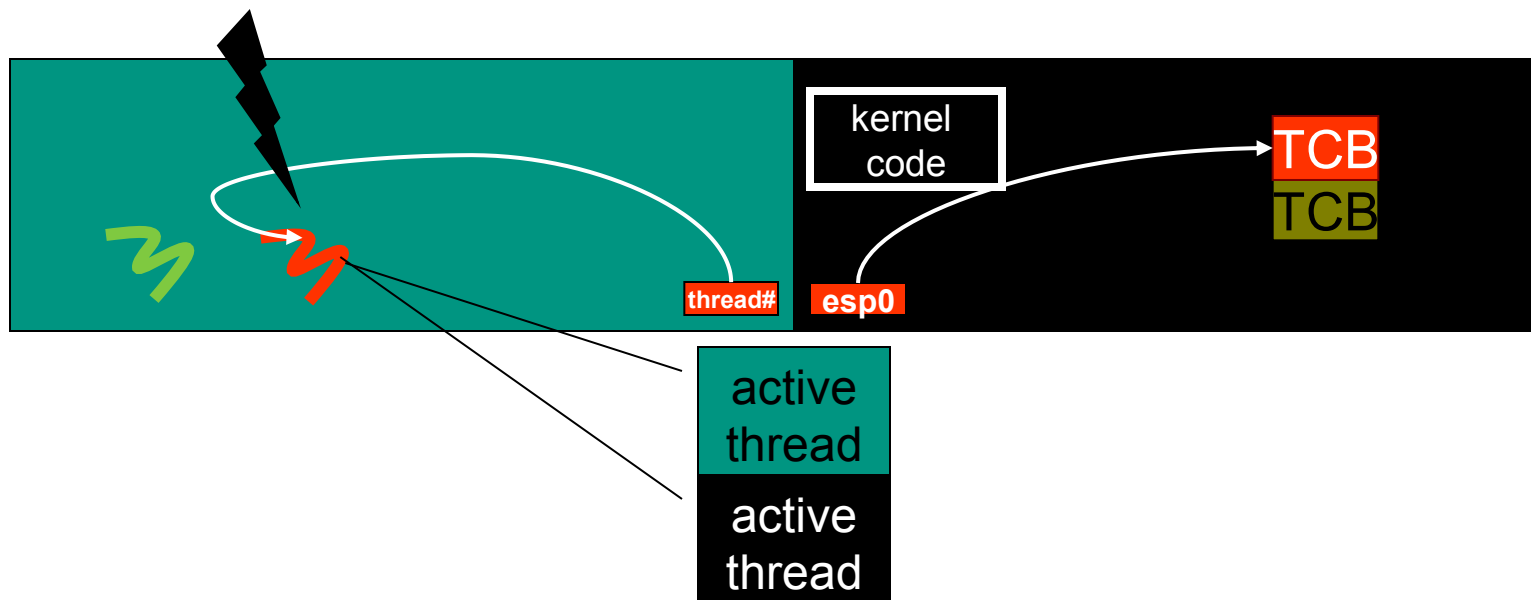 kernel
code
TCB
TCB
thread#
esp0
active
thread
active
thread